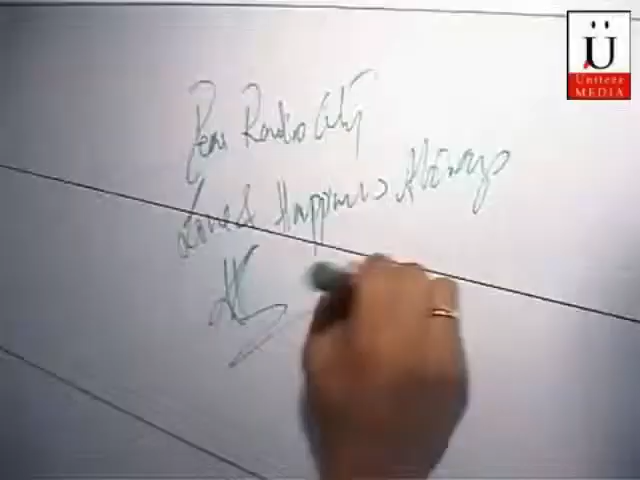 Dear Radio City
Love & Happiness Always
Ü
Uniteez
MEDIA